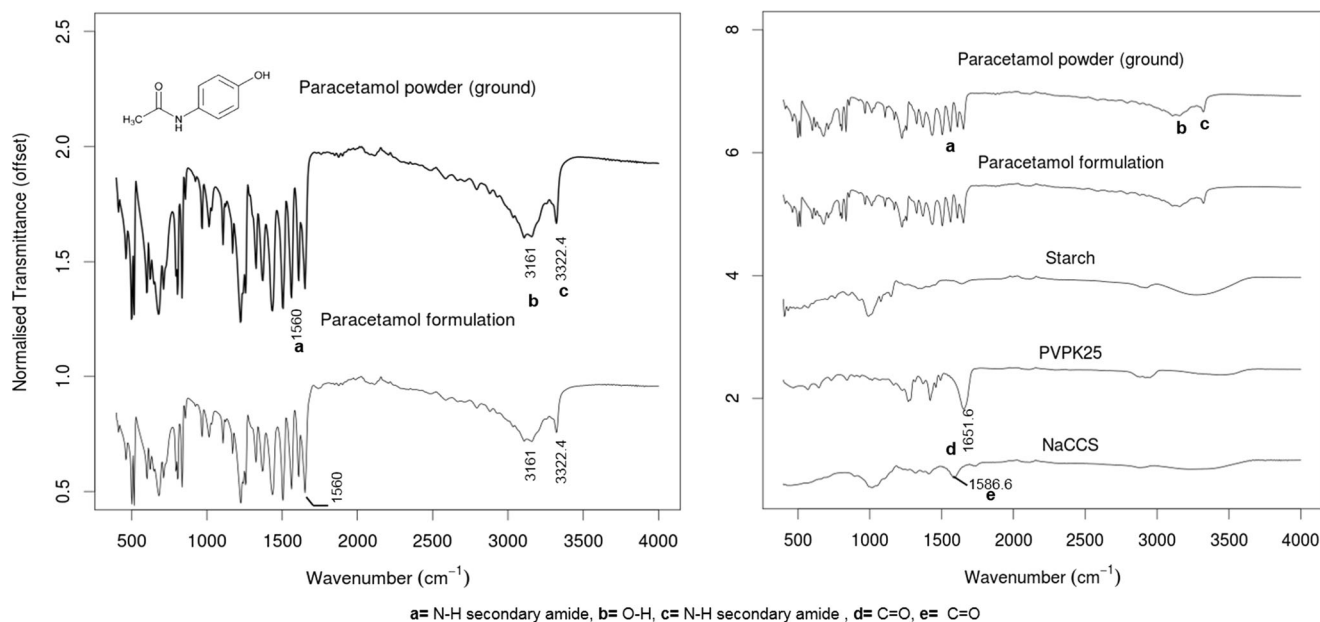 2.5
2.0
1.5
1.0
0.5
Normalised Transmittance (offset)
O
H₃C
N
H
OH
Paracetamol powder (ground)
3161
3322.4
b
c
1560
a
Paracetamol formulation
3161
3322.4
1560
500 1000 1500 2000 2500 3000 3500 4000
Wavenumber (cm⁻¹)
8
6
4
2
Paracetamol powder (ground)
a
b
c
Paracetamol formulation
Starch
PVPK25
1651.6
d
NaCCS
1586.6
e
500 1000 1500 2000 2500 3000 3500 4000
Wavenumber (cm⁻¹)
a= N-H secondary amide, b= O-H, c= N-H secondary amide , d= C=O, e= C=O